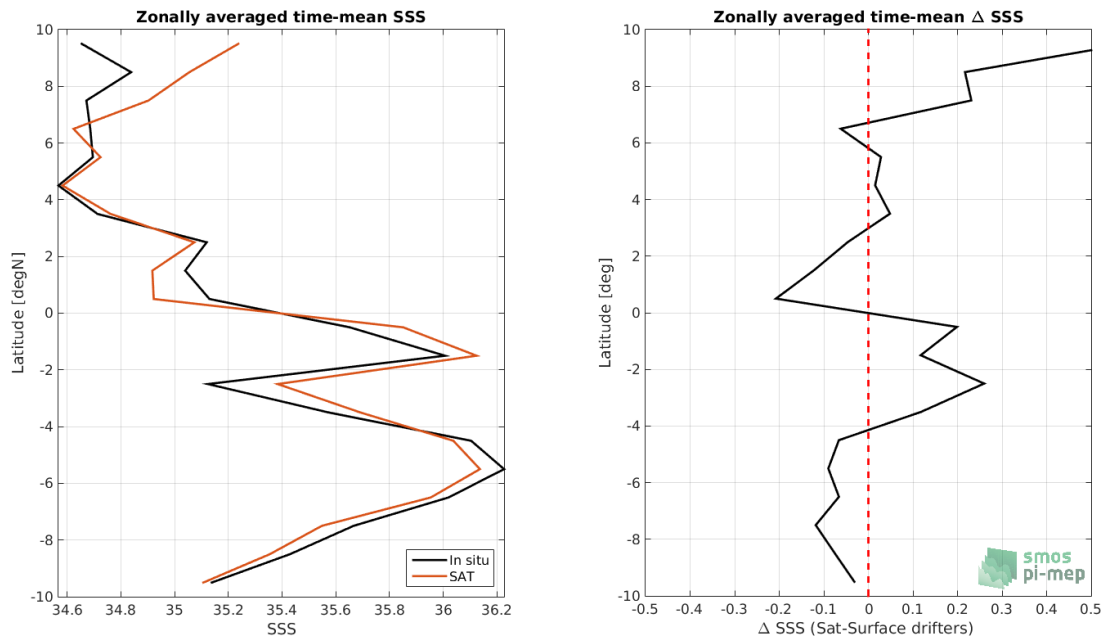 Zonally averaged time-mean SSS
10
8
6
4
2
0
-2
-4
-6
-8
-10
Latitude [degN]
34.6 34.8 35 35.2 35.4 35.6 35.8 36 36.2
SSS
In situ
SAT
Zonally averaged time-mean Δ SSS
10
8
6
4
2
0
-2
-4
-6
-8
-10
Latitude [deg]
-0.5 -0.4 -0.3 -0.2 -0.1 0 0.1 0.2 0.3 0.4 0.5
Δ SSS (Sat-Surface drifters)
smos
pi-mep